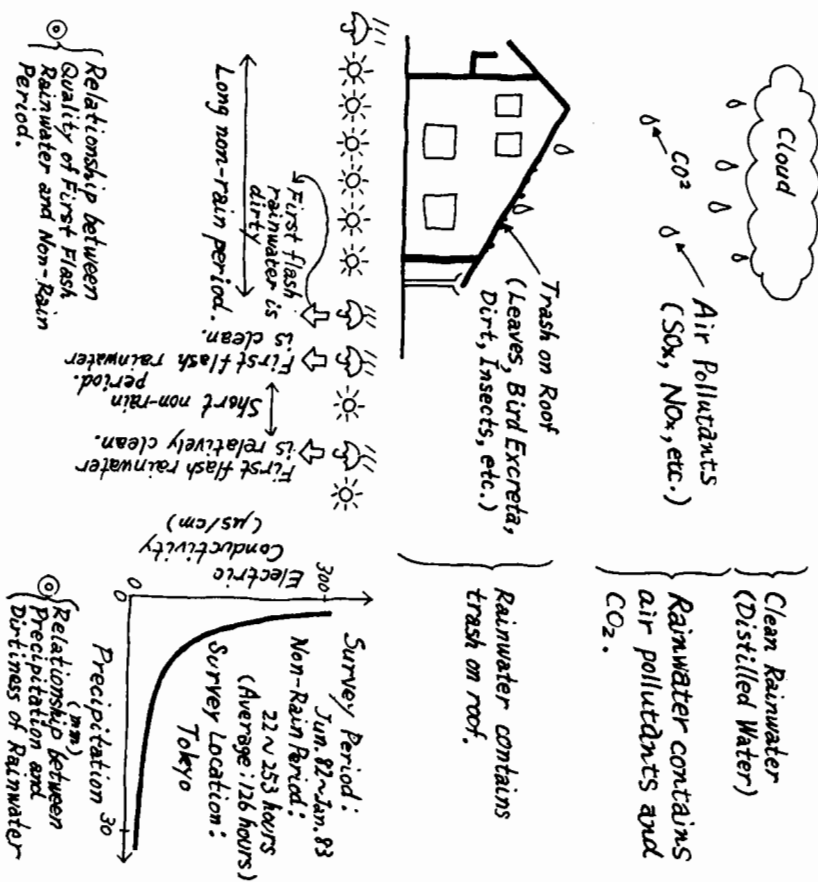 Cloud
CO²
Air Pollutants
(SOx, NOx, etc.)
Clean Rainwater
(Distilled Water)
Rainwater contains
air pollutants and
CO₂.
Trash on Roof
(Leaves, Bird Excreta,
Dirt, Insects, etc.)
Rainwater contains
trash on roof.
Long non-rain period.
First flash
rainwater is
dirty
First flash rainwater
is clean.
Short non-rain
period.
First flash rainwater
is relatively clean.
Relationship between
Quality of First Flash
Rainwater and Non-Rain
Period.
Electric
Conductivity
(μs/cm)
300
0
0
Survey Period:
Jun. 82~Jan. 83
Non-Rain Period:
22~253 hours
(Average: 126 hours)
Survey Location:
Tokyo
Precipitation 30
(mm)
Relationship between
Precipitation and
Dirtiness of Rainwater